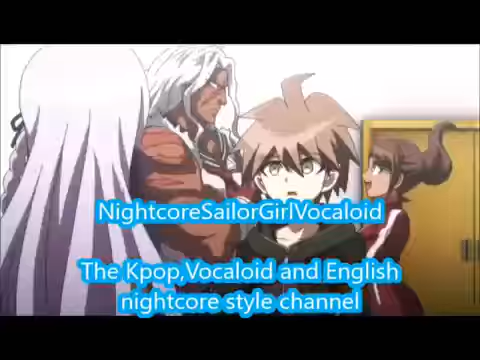 NightcoreSailorGirlVocaloid
The Kpop,Vocaloid and English
nightcore style channel